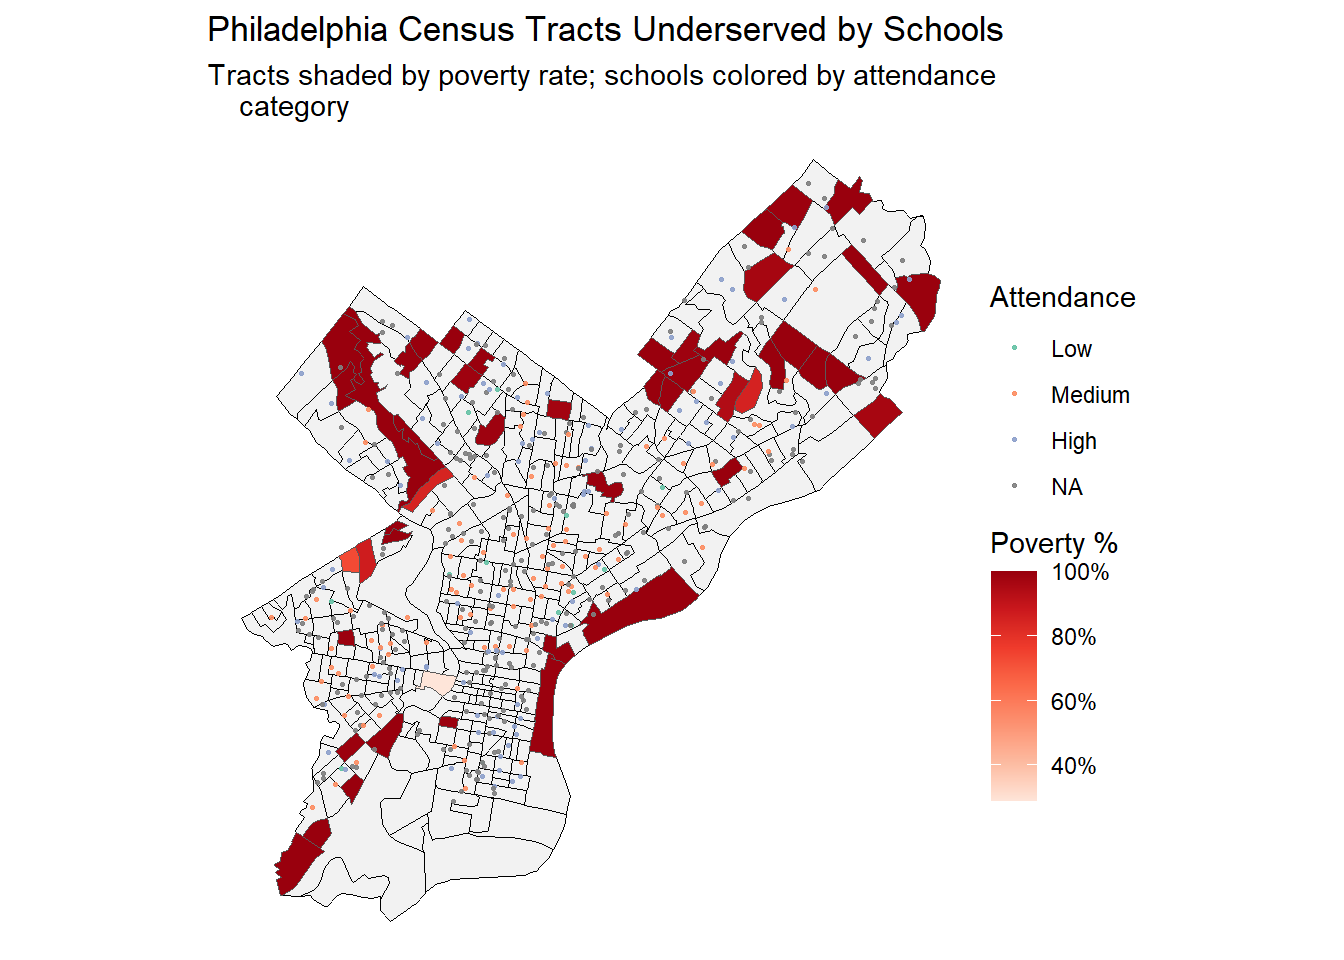 Philadelphia Census Tracts Underserved by Schools
Tracts shaded by poverty rate; schools colored by attendance
category
Attendance
Low
Medium
High
NA
Poverty %
100%
80%
60%
40%